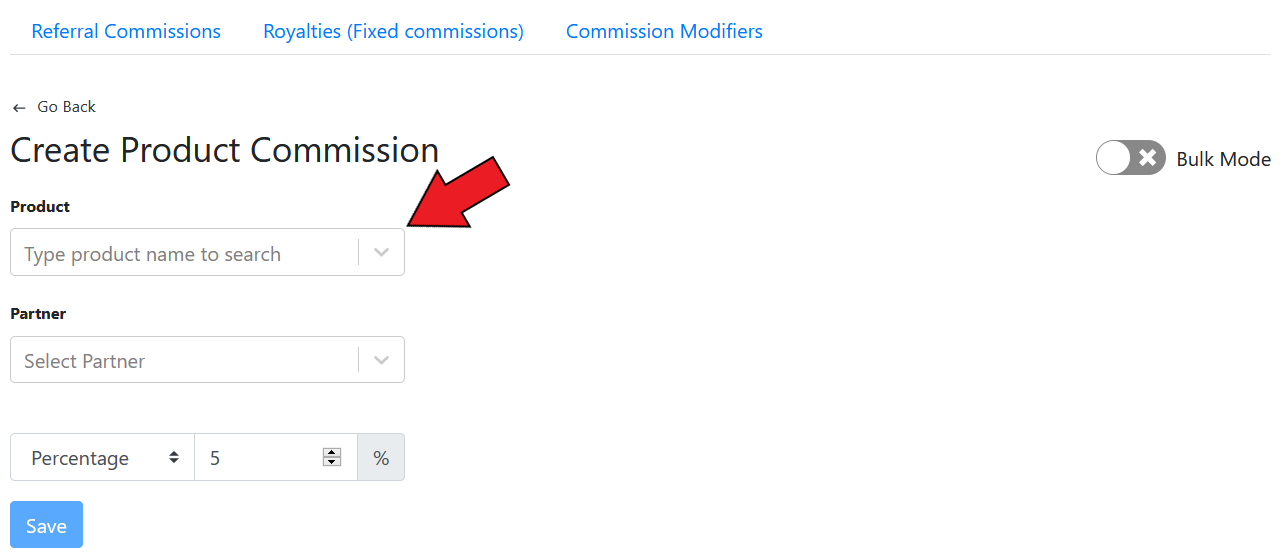 Referral Commissions Royalties (Fixed commissions) Commission Modifiers
← Go Back
Create Product Commission
Bulk Mode
Product
Type product name to search
Partner
Select Partner
Percentage 5 %
Save